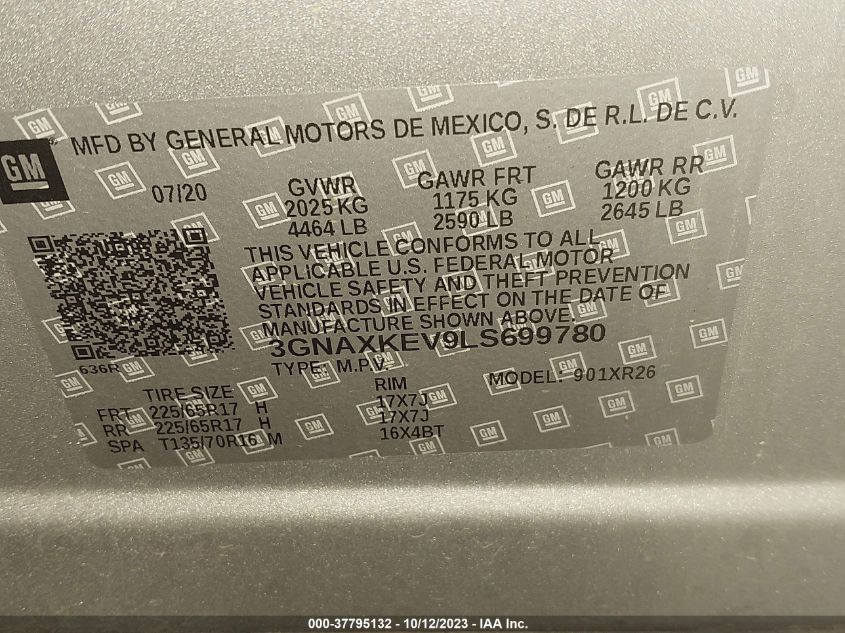 MFD BY GENERAL MOTORS DE MEXICO, S. DE R.L. DE C.V.
GM
07/20
GVWR GAWR FRT GAWR RR
2025 KG 1175 KG 1200 KG
4464 LB 2590 LB 2645 LB
THIS VEHICLE CONFORMS TO ALL
APPLICABLE U.S. FEDERAL MOTOR
VEHICLE SAFETY AND THEFT PREVENTION
STANDARDS IN EFFECT ON THE DATE OF
MANUFACTURE SHOWN ABOVE.
3GNAXKEV9LS699780
636R
TYPE: M.P.V. MODEL: 901XR26
TIRE SIZE RIM
FRT 225/65R17 H 17X7J
RR 225/65R17 H 17X7J
SPA T135/70R16 M 16X4BT
000-37795132 - 10/12/2023 - IAA Inc.